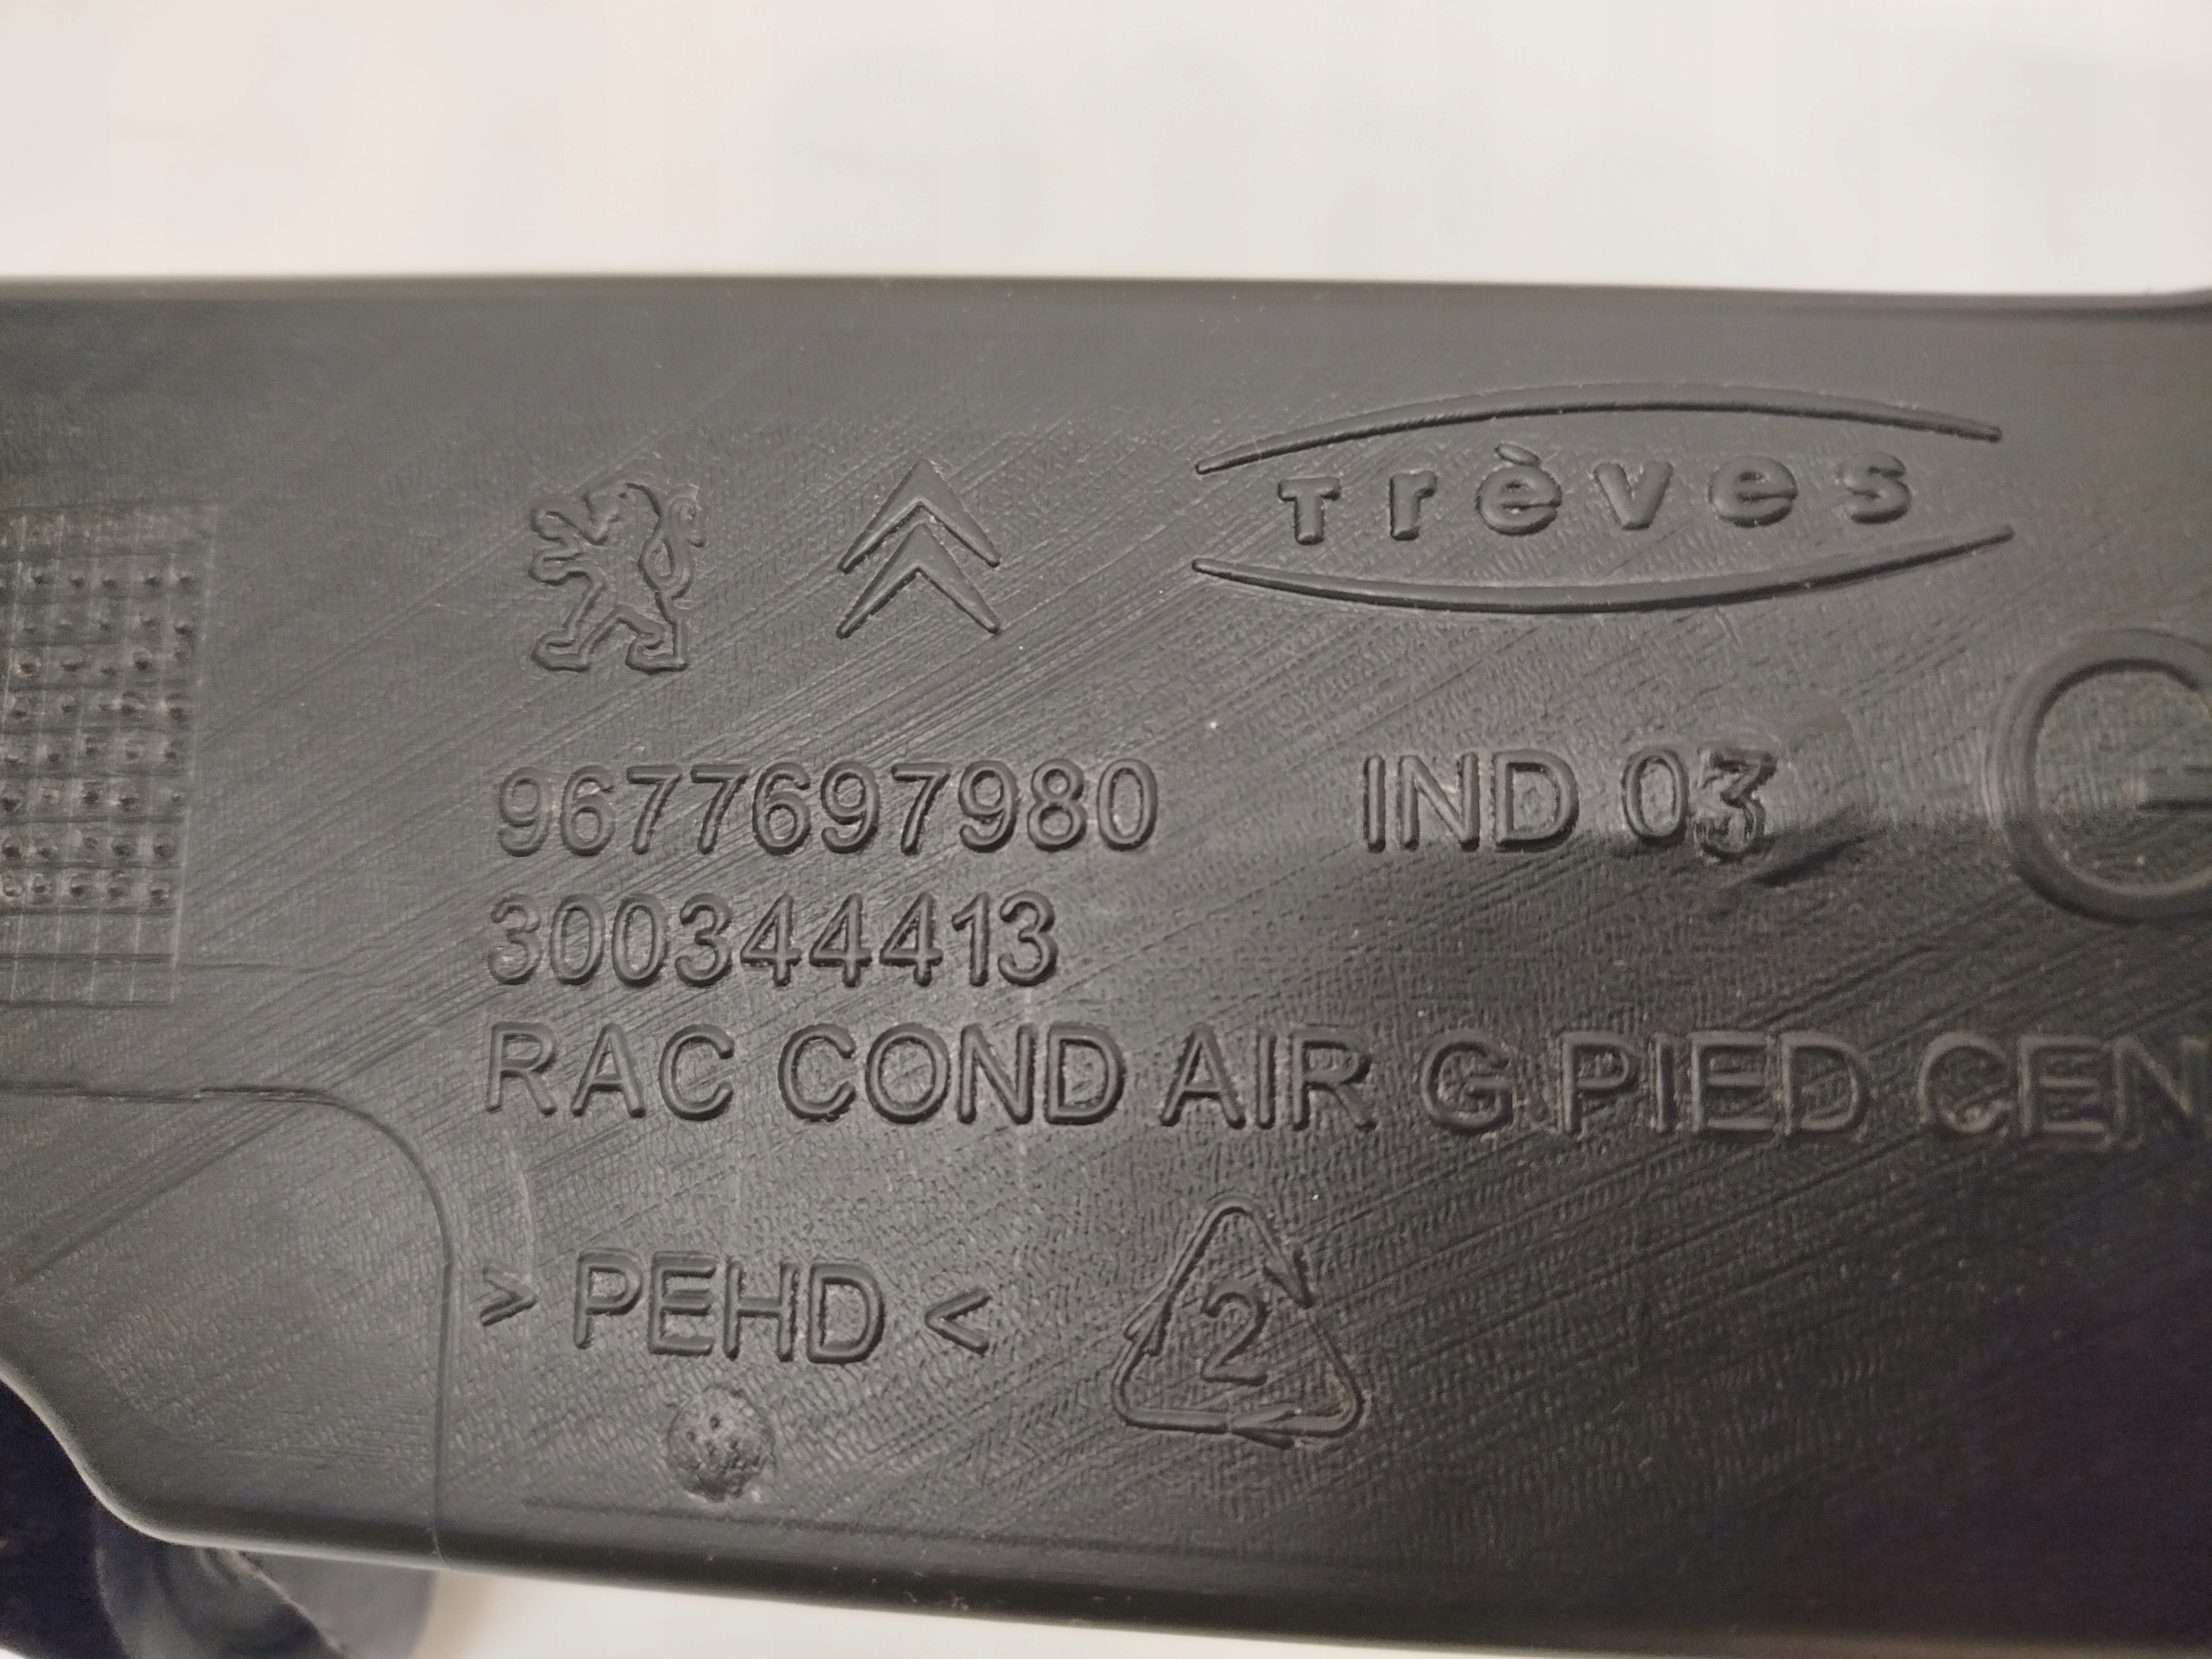 Trèves
9677697980 IND 03
300344413
RAC COND AIR G PIED CEN
> PEHD <
2